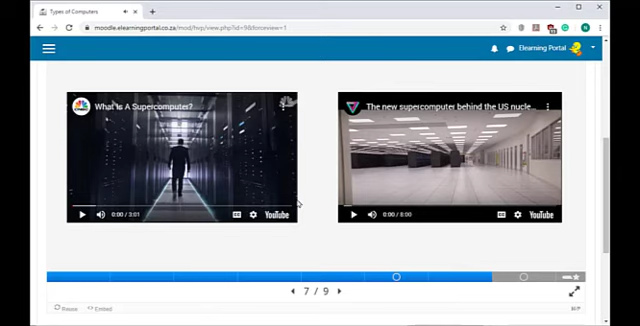 Types of Computers
moodle.elearningportal.co.za/mod/hvp/view.php?id=9&forceview=1
Elearning Portal
What Is A Supercomputer?
The new supercomputer behind the US nucle...
0:00 / 3:01
YouTube
0:00 / 8:00
YouTube
7 / 9
Reuse
Embed
H-P